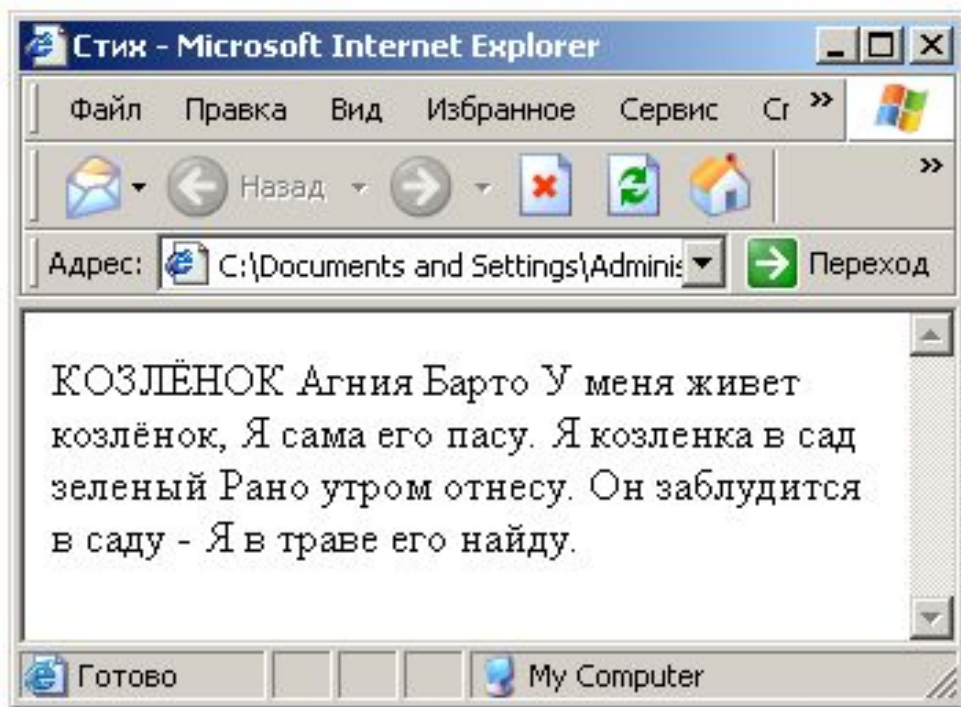 Стих - Microsoft Internet Explorer
Файл Правка Вид Избранное Сервис Сг »
Назад »
Адрес: C:\Documents and Settings\Adminis Переход
КОЗЛЁНОК Агния Барто У меня живет
козлёнок, Я сама его пасу. Я козленка в сад
зеленый Рано утром отнесу. Он заблудится
в саду - Я в траве его найду.
Готово My Computer